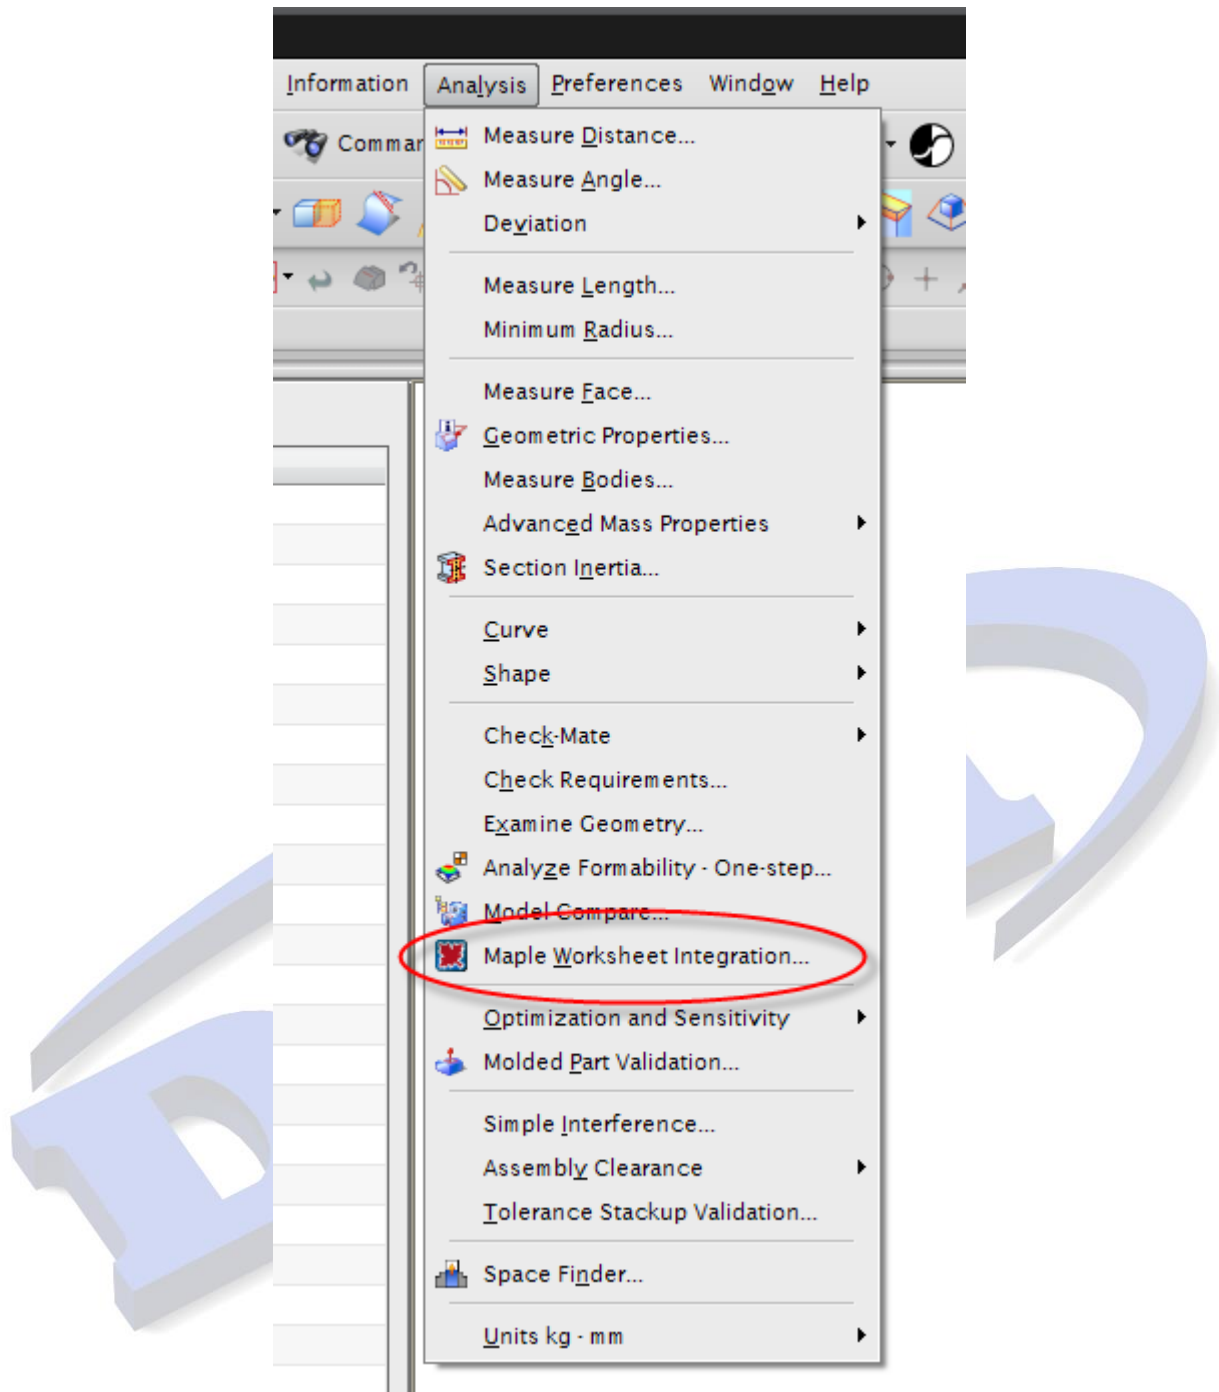 Information Analysis Preferences Window Help
Measure Distance...
Measure Angle...
Deviation
Measure Length...
Minimum Radius...
Measure Face...
Geometric Properties...
Measure Bodies...
Advanced Mass Properties
Section Inertia...
Curve
Shape
Check-Mate
Check Requirements...
Examine Geometry...
Analyze Formability - One-step...
Model Compare...
Maple Worksheet Integration...
Optimization and Sensitivity
Molded Part Validation...
Simple Interference...
Assembly Clearance
Tolerance Stackup Validation...
Space Finder...
Units kg - mm